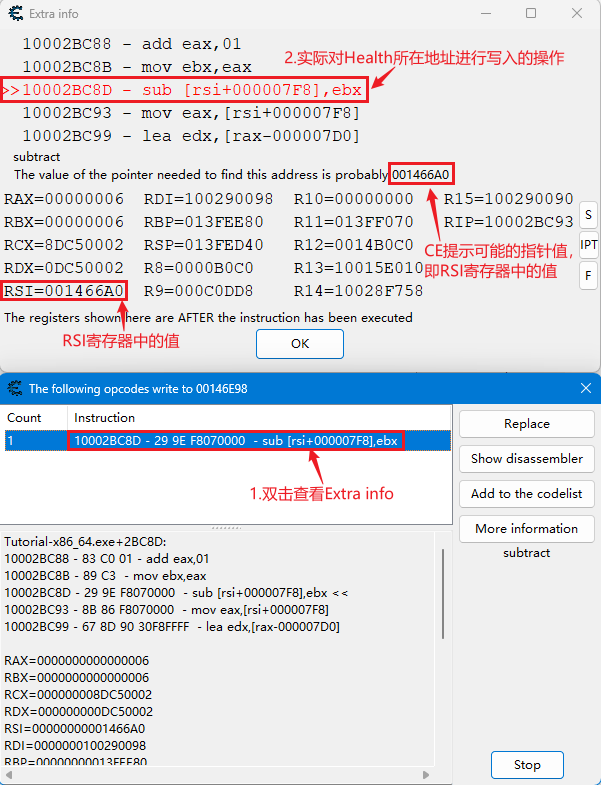 Extra info
10002BC88 - add eax,01
10002BC8B - mov ebx,eax
2.实际对Health所在地址进行写入的操作
>>10002BC8D - sub [rsi+000007F8],ebx
10002BC93 - mov eax,[rsi+000007F8]
10002BC99 - lea edx,[rax-000007D0]
subtract
The value of the pointer needed to find this address is probably 001466A0
RAX=00000006 RDI=100290098 R10=00000000 R15=100290090
RBX=00000006 RBP=013FEE80 R11=013FF070 RIP=10002BC93
RCX=8DC50002 RSP=013FED40 R12=0014B0C0
RDX=0DC50002 R8=0000B0C0 R13=10015E010
RSI=001466A0 R9=000C0DD8 R14=10028F758
S
IPT
F
CE提示可能的指针值，
即RSI寄存器中的值
The registers shown here are AFTER the instruction has been executed
RSI寄存器中的值
OK
The following opcodes write to 00146E98
Count Instruction
1 10002BC8D - 29 9E F8070000 - sub [rsi+000007F8],ebx
1.双击查看Extra info
Replace
Show disassembler
Add to the codelist
More information
subtract
Tutorial-x86_64.exe+2BC8D:
10002BC88 - 83 C0 01 - add eax,01
10002BC8B - 89 C3 - mov ebx,eax
10002BC8D - 29 9E F8070000 - sub [rsi+000007F8],ebx <<
10002BC93 - 8B 86 F8070000 - mov eax,[rsi+000007F8]
10002BC99 - 67 8D 90 30F8FFFF - lea edx,[rax-000007D0]
RAX=0000000000000006
RBX=0000000000000006
RCX=000000008DC50002
RDX=000000000DC50002
RSI=00000000001466A0
RDI=0000000100290098
RBP=00000000013FEE80
Stop